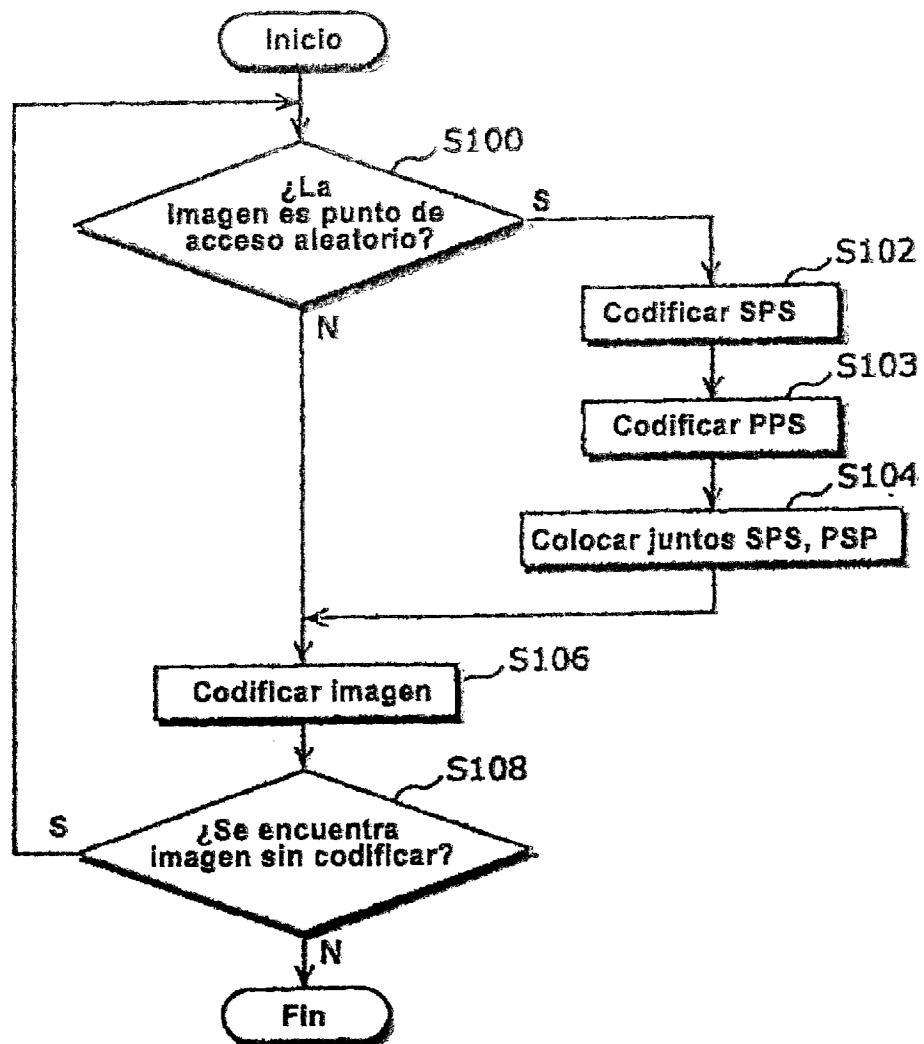 Inicio
S100
¿La
Imagen es punto de
acceso aleatorio?
S
N
S102
Codificar SPS
S103
Codificar PPS
S104
Colocar juntos SPS, PSP
S106
Codificar imagen
S108
¿Se encuentra
imagen sin codificar?
S
N
Fin